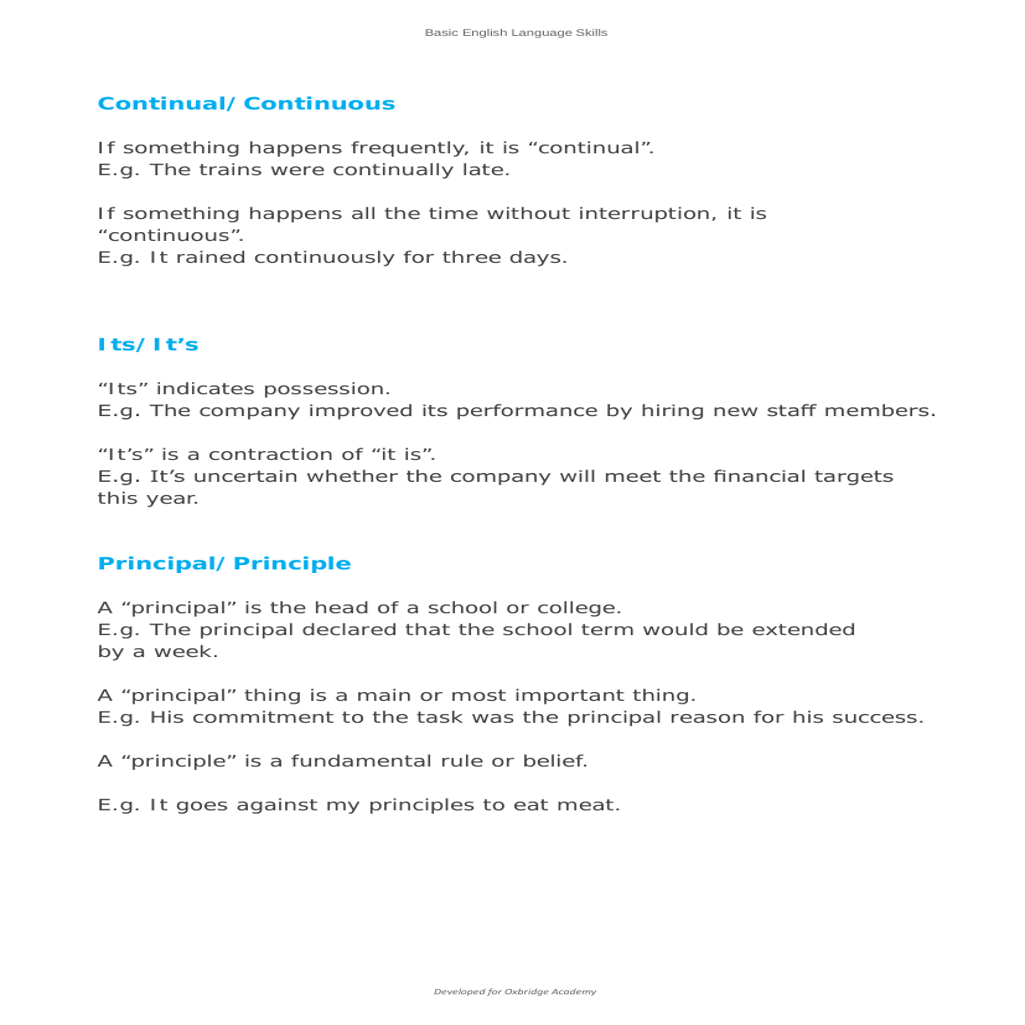 Basic English Language Skills
Continual/ Continuous
If something happens frequently, it is “continual”.
E.g. The trains were continually late.
If something happens all the time without interruption, it is
“continuous”.
E.g. It rained continuously for three days.
Its/ It’s
“Its” indicates possession.
E.g. The company improved its performance by hiring new staff members.
“It’s” is a contraction of “it is”.
E.g. It’s uncertain whether the company will meet the financial targets
this year.
Principal/ Principle
A “principal” is the head of a school or college.
E.g. The principal declared that the school term would be extended
by a week.
A “principal” thing is a main or most important thing.
E.g. His commitment to the task was the principal reason for his success.
A “principle” is a fundamental rule or belief.
E.g. It goes against my principles to eat meat.
Developed for Oxbridge Academy